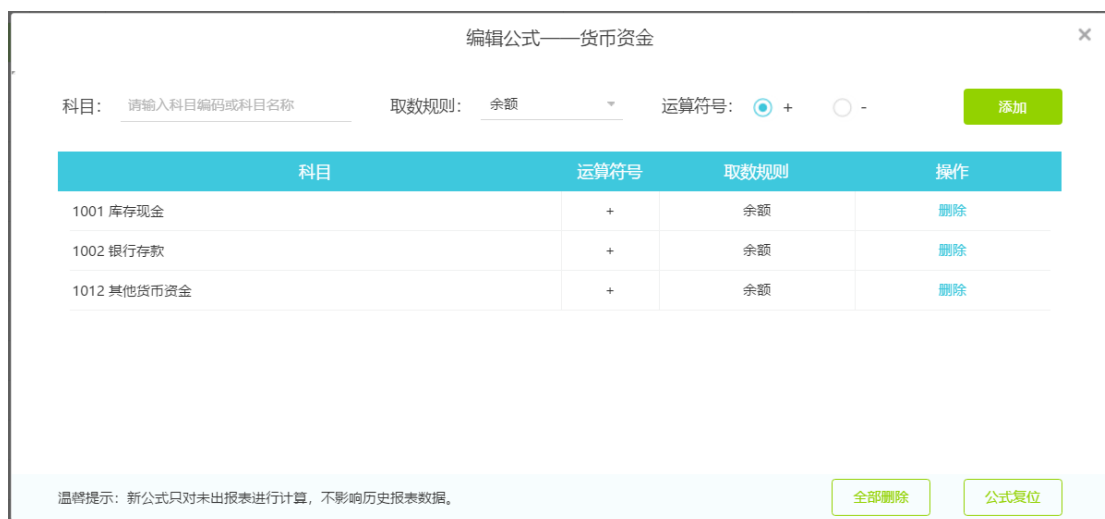 编辑公式——货币资金
×
科目： 请输入科目编码或科目名称 取数规则： 余额 运算符号： + - 添加
科目 运算符号 取数规则 操作
1001 库存现金 + 余额 删除
1002 银行存款 + 余额 删除
1012 其他货币资金 + 余额 删除
温馨提示：新公式只对未出报表进行计算，不影响历史报表数据。 全部删除 公式复位